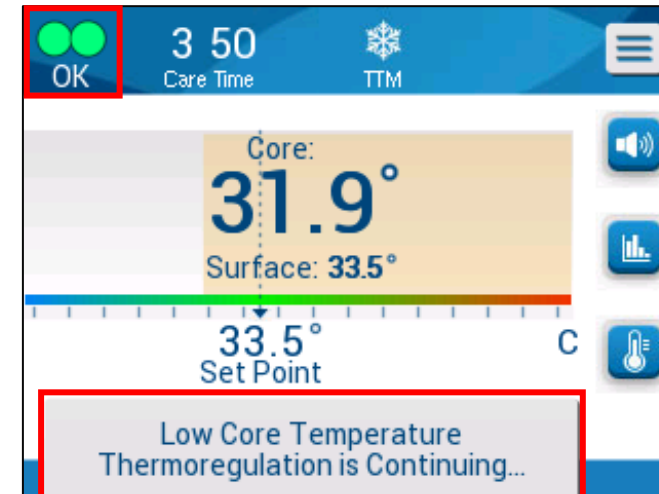 OK
3 50
Care Time
TTM
Core:
31.9°
Surface: 33.5°
33.5°
C
Set Point
Low Core Temperature
Thermoregulation is Continuing...